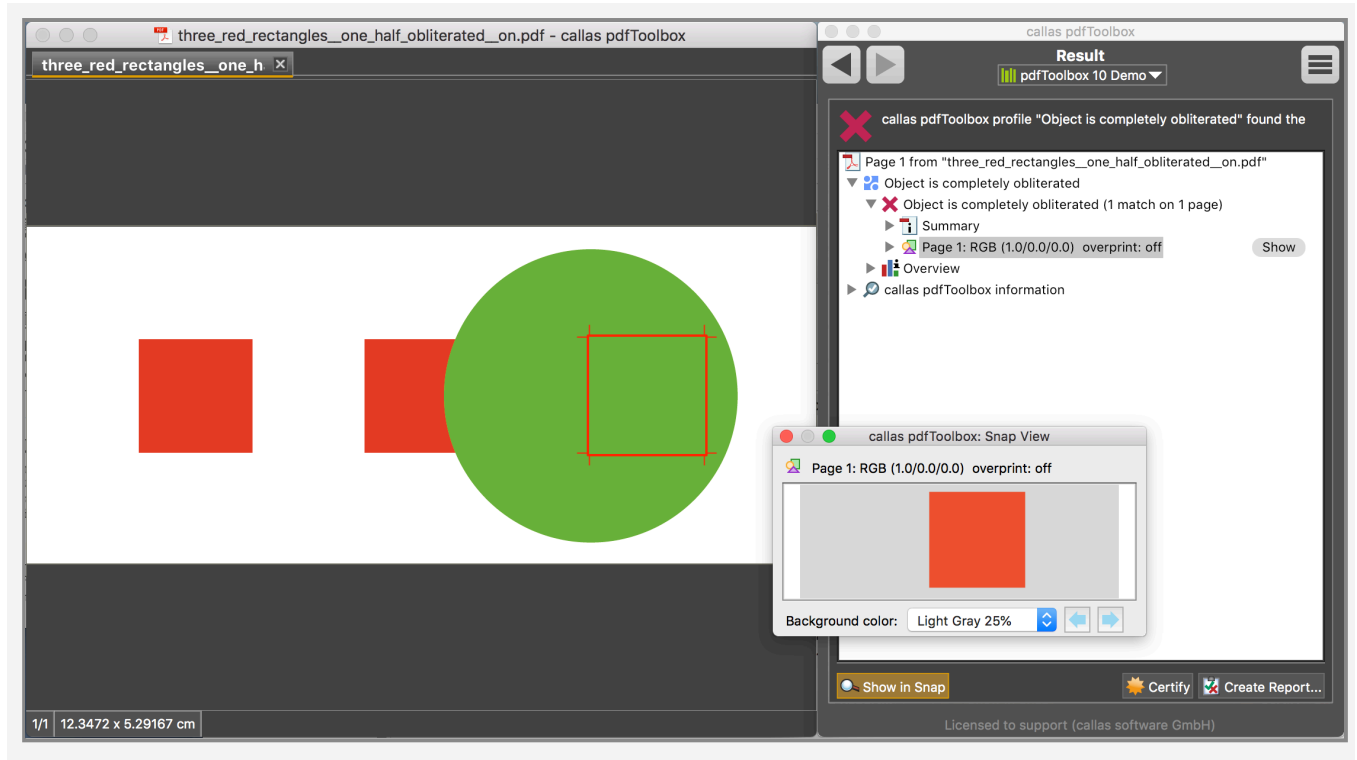 three_red_rectangles__one_half_obliterated__on.pdf - callas pdfToolbox
three_red_rectangles__one_h
1/1 12.3472 x 5.29167 cm
callas pdfToolbox
Result
pdfToolbox 10 Demo
callas pdfToolbox profile "Object is completely obliterated" found the
Page 1 from "three_red_rectangles__one_half_obliterated__on.pdf"
Object is completely obliterated
Object is completely obliterated (1 match on 1 page)
Summary
Page 1: RGB (1.0/0.0/0.0) overprint: off Show
Overview
callas pdfToolbox information
callas pdfToolbox: Snap View
Page 1: RGB (1.0/0.0/0.0) overprint: off
Background color: Light Gray 25%
Show in Snap Certify Create Report...
Licensed to support (callas software GmbH)